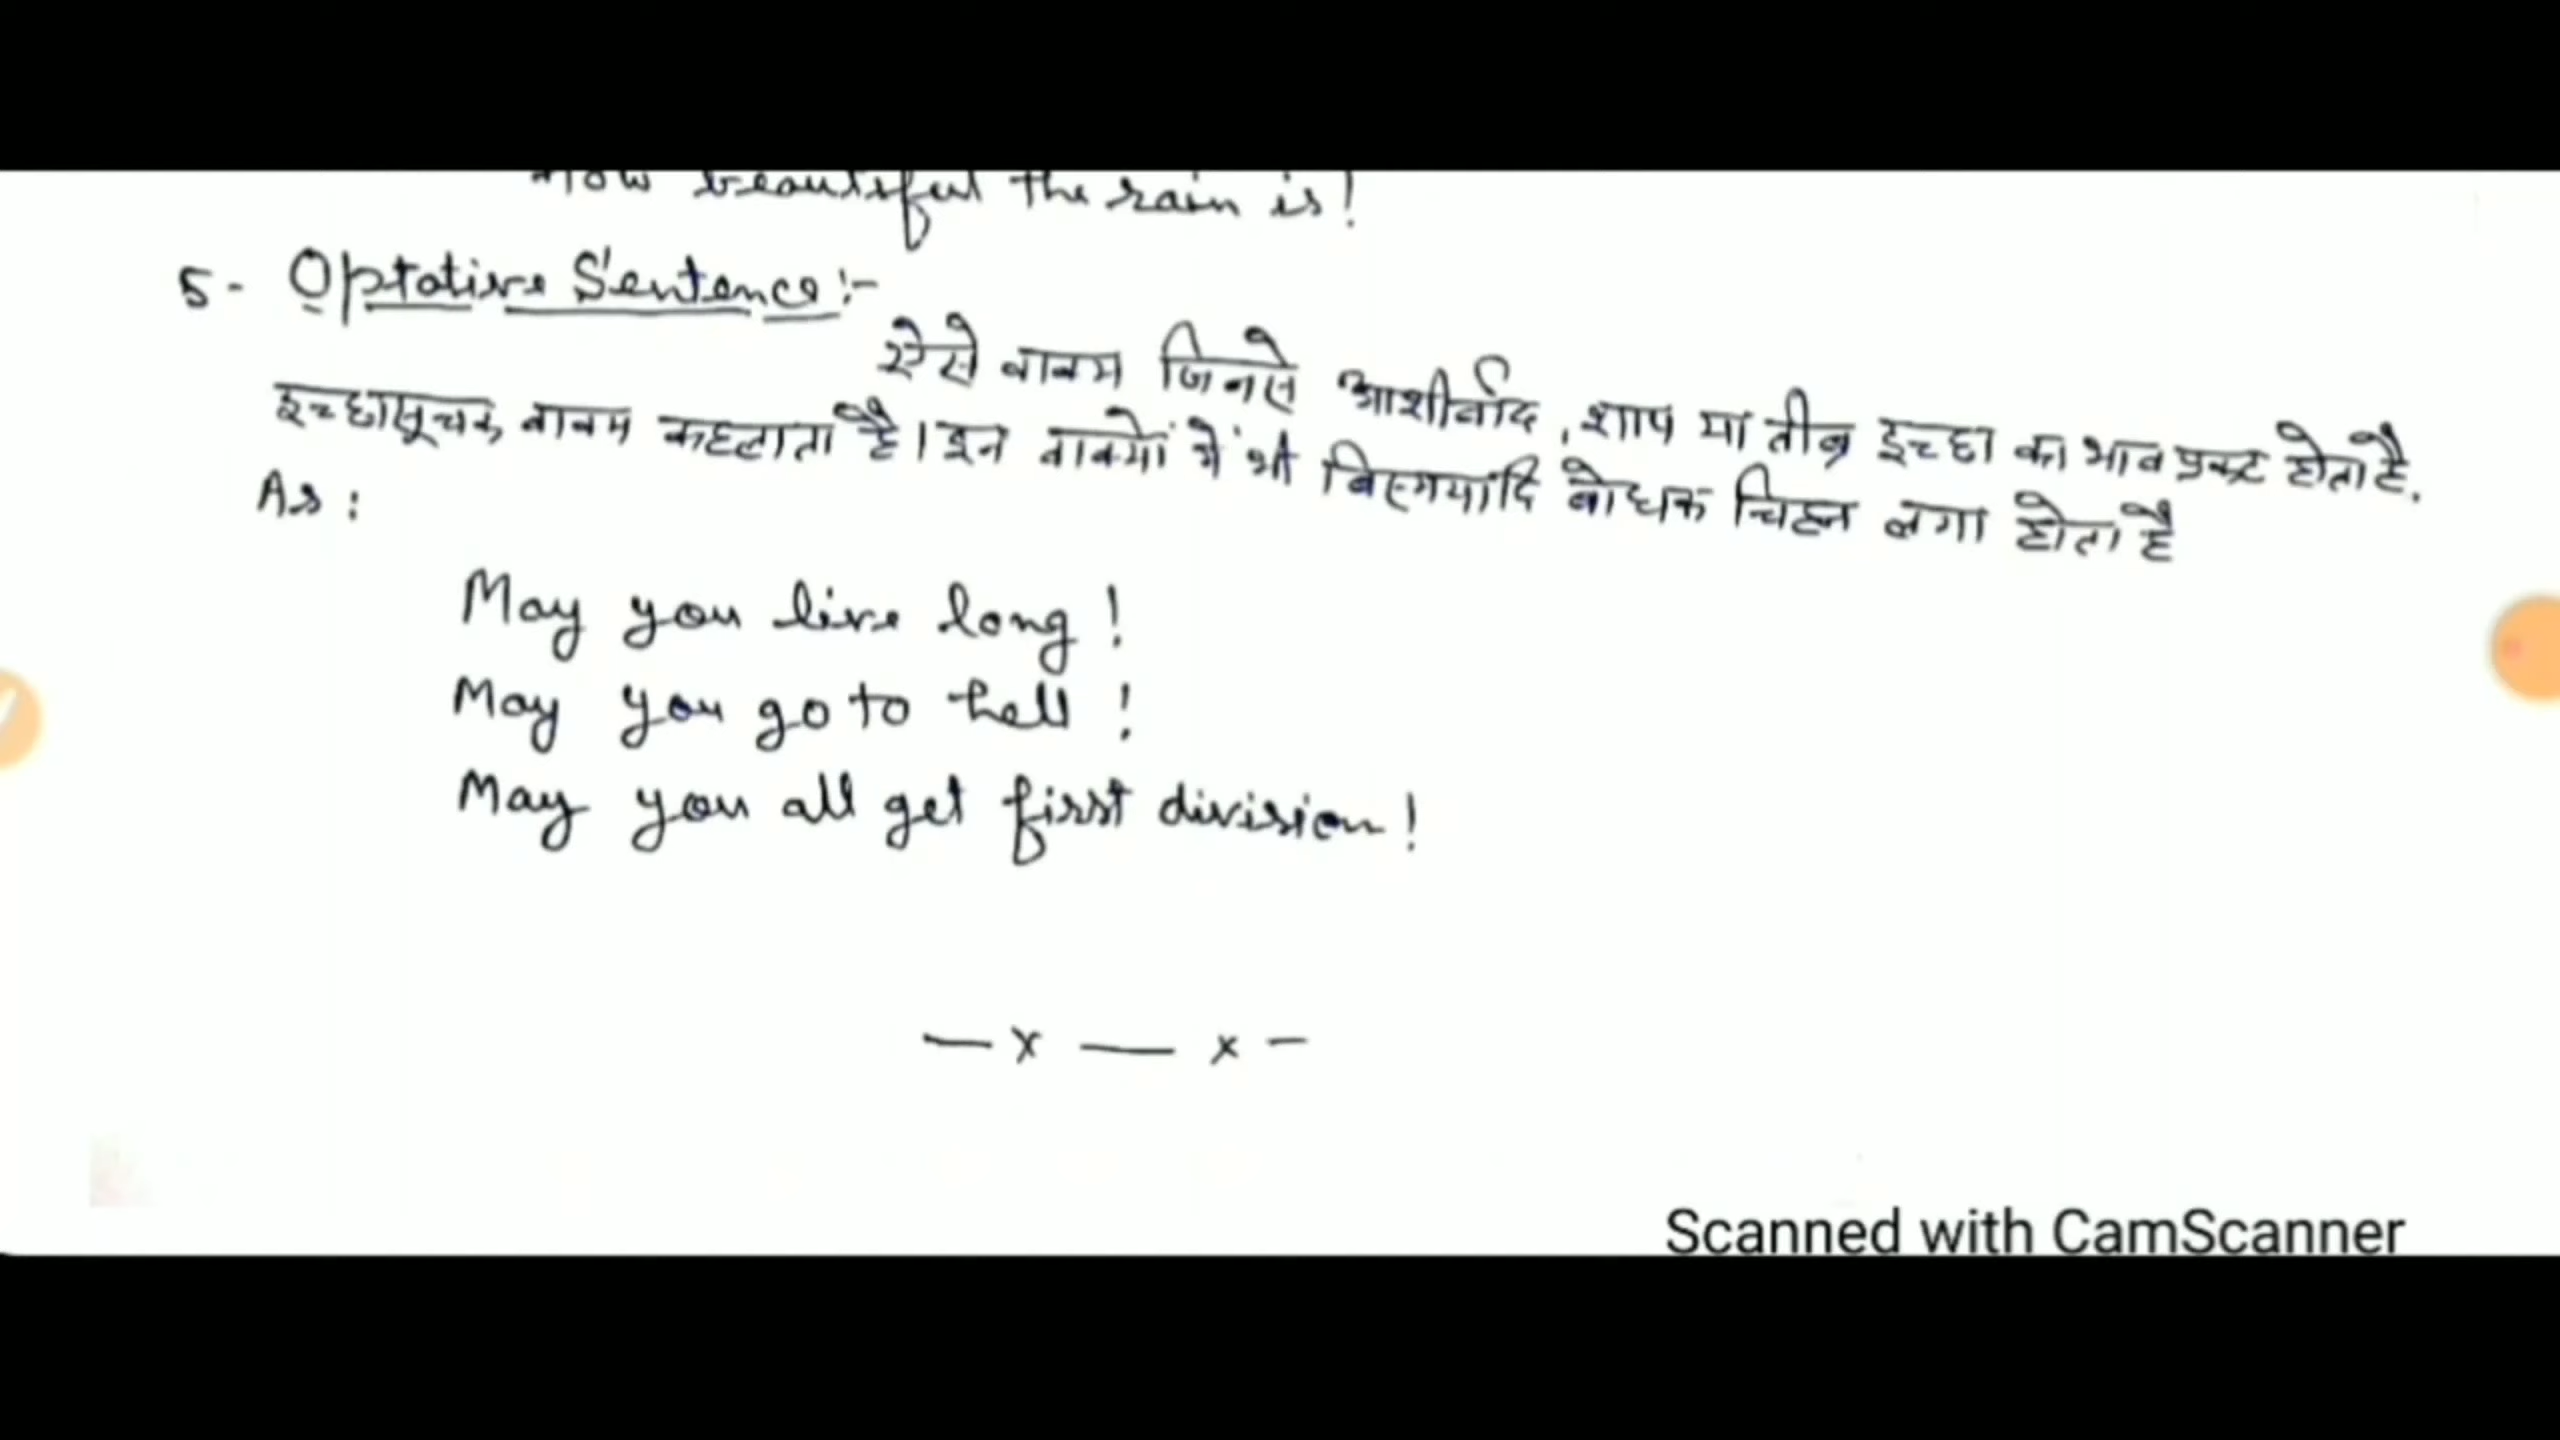 How beautiful the rain is!
5- Optative Sentence:-
ऐसे वाक्य जिनसे आशीर्वाद, शाप या तीव्र इच्छा का भाव प्रकट होता है,
इच्छासूचक वाक्य कहलाता है। इन वाक्यों में भी विस्मयादि बोधक चिह्न लगा होता है
As:
May you live long!
May you go to hell!
May you all get first division!
— x — x —
Scanned with CamScanner